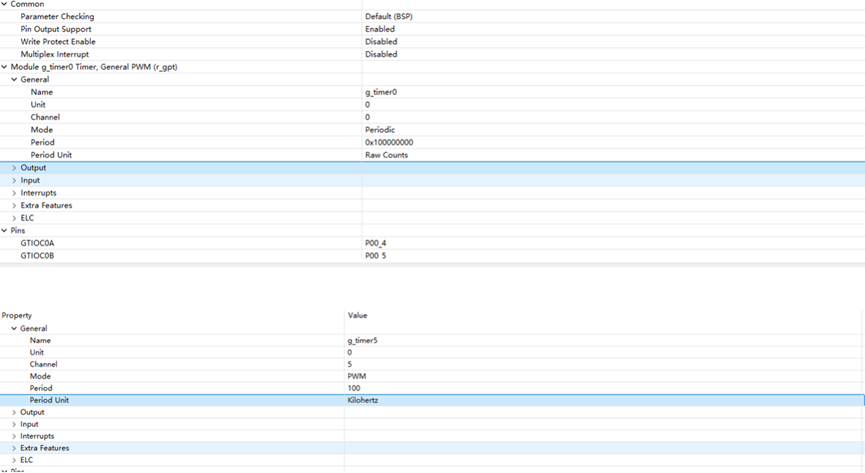 Common
Parameter Checking Default (BSP)
Pin Output Support Enabled
Write Protect Enable Disabled
Multiplex Interrupt Disabled
Module g_timer0 Timer, General PWM (r_gpt)
General
Name g_timer0
Unit 0
Channel 0
Mode Periodic
Period 0x100000000
Period Unit Raw Counts
Output
Input
Interrupts
Extra Features
ELC
Pins
GTIOC0A P00_4
GTIOC0B P00 5
Property Value
General
Name g_timer5
Unit 0
Channel 5
Mode PWM
Period 100
Period Unit Kilohertz
Output
Input
Interrupts
Extra Features
ELC